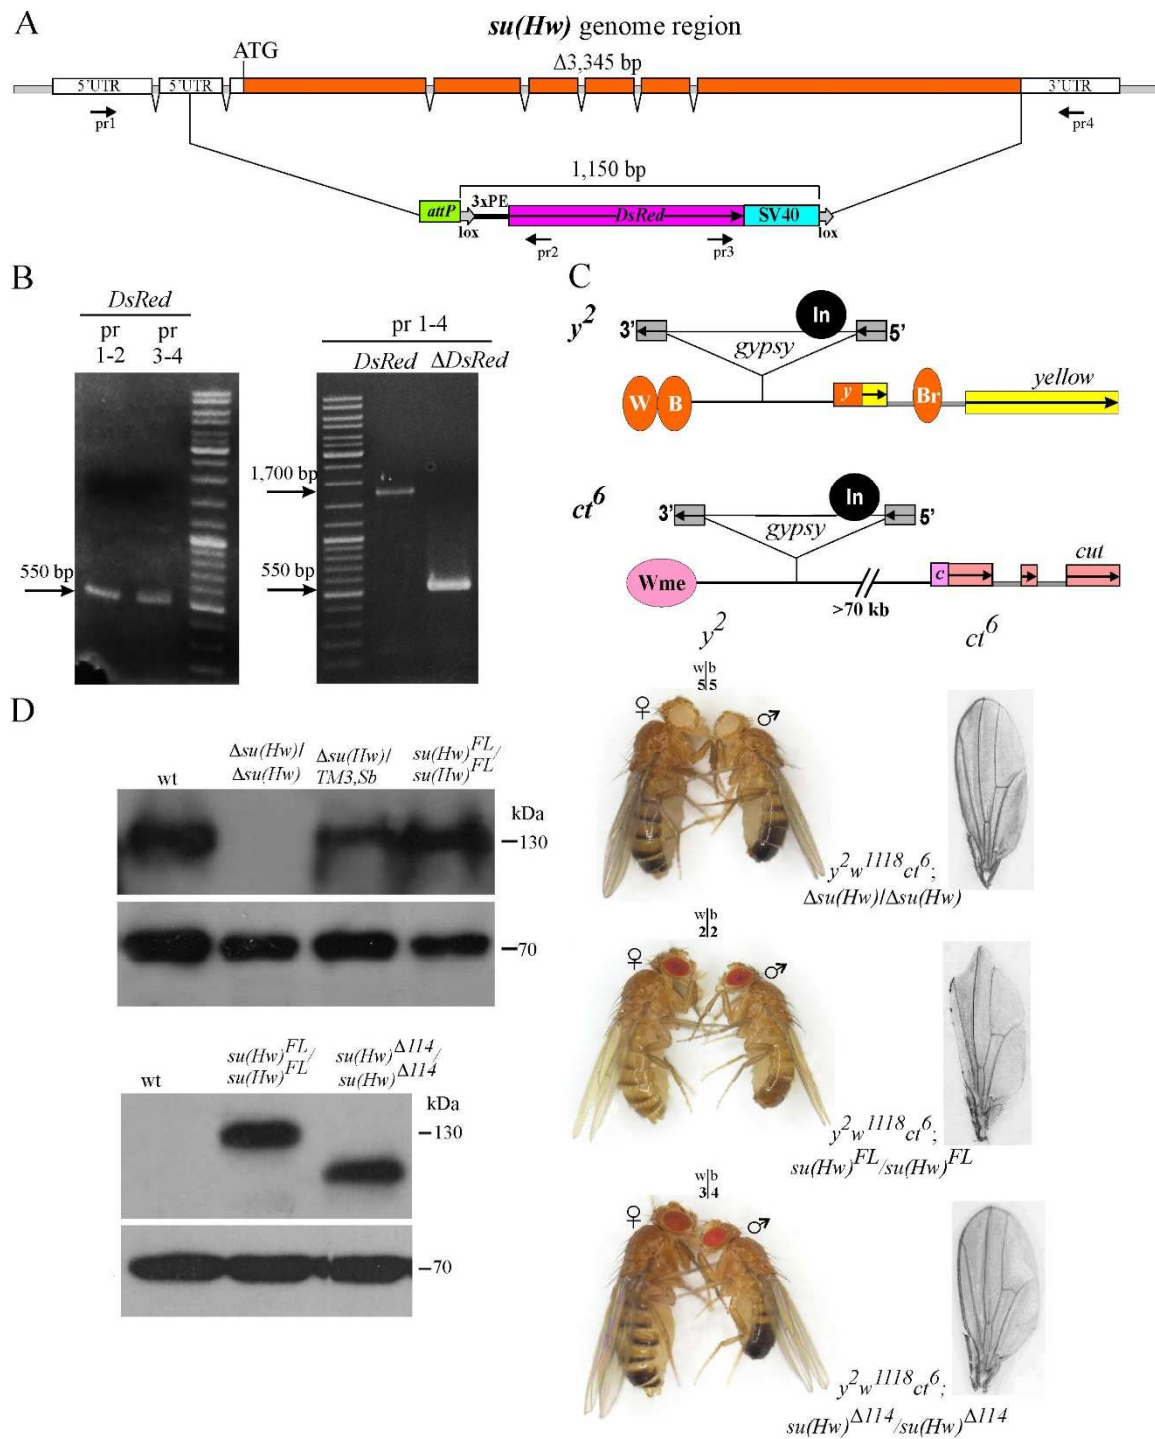 A
su(Hw) genome region
ATG
Δ3,345 bp
5'UTR
5'UTR
3'UTR
pr1
pr4
1,150 bp
attP
3xPE
DsRed
SV40
lox
lox
pr2
pr3
B
DsRed
pr 1-2
pr 3-4
550 bp
pr 1-4
DsRed
ΔDsRed
1,700 bp
550 bp
C
y2
3'
In
5'
gypsy
W
B
y
Br
yellow
ct6
3'
In
5'
gypsy
Wme
>70 kb
c
cut
y2
ct6
w|b
5|5
♀
♂
y2w1118ct6;
Δsu(Hw)/Δsu(Hw)
w|b
2|2
♀
♂
y2w1118ct6;
su(Hw)FL/su(Hw)FL
w|b
3|4
♀
♂
y2w1118ct6;
su(Hw)Δ114/su(Hw)Δ114
D
wt
Δsu(Hw)/
Δsu(Hw)
Δsu(Hw)/
TM3,Sb
su(Hw)FL/
su(Hw)FL
kDa
130
70
wt
su(Hw)FL/
su(Hw)FL
su(Hw)Δ114/
su(Hw)Δ114
kDa
130
70